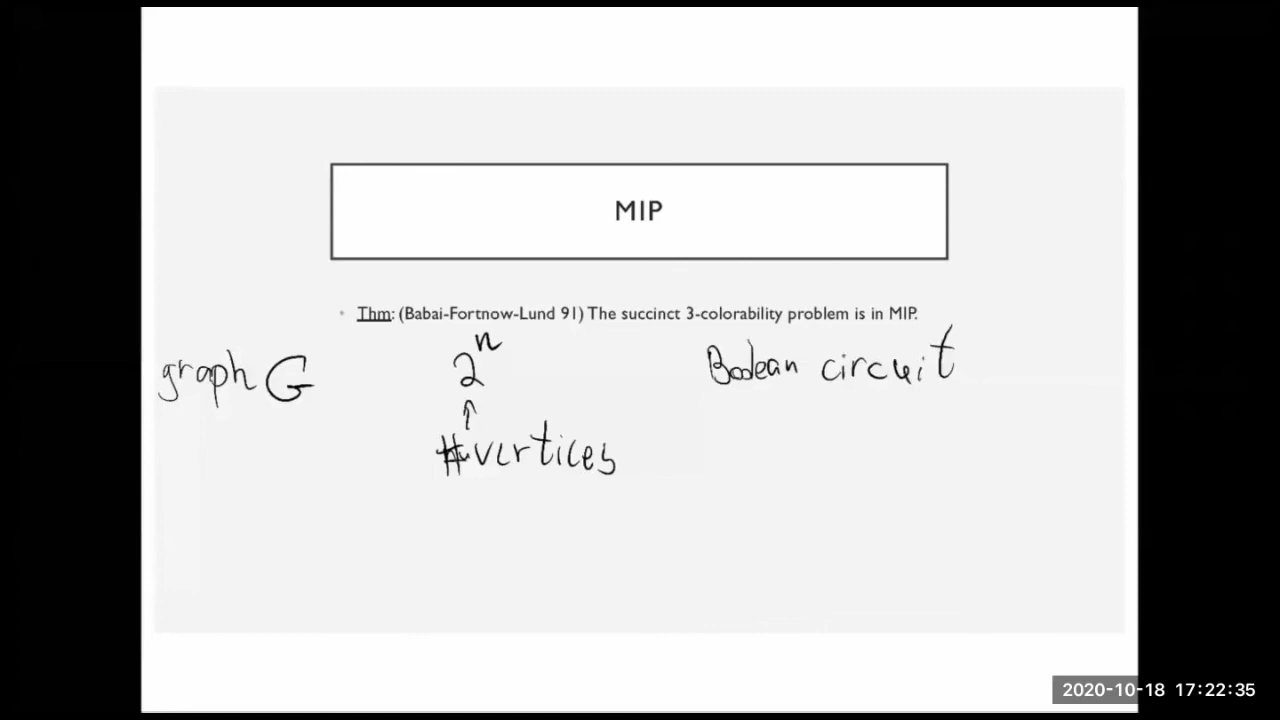 MIP
• Thm: (Babai-Fortnow-Lund 91) The succinct 3-colorability problem is in MIP.
graph G 2^n Boolean circuit
↑
#vertices
2020-10-18 17:22:35